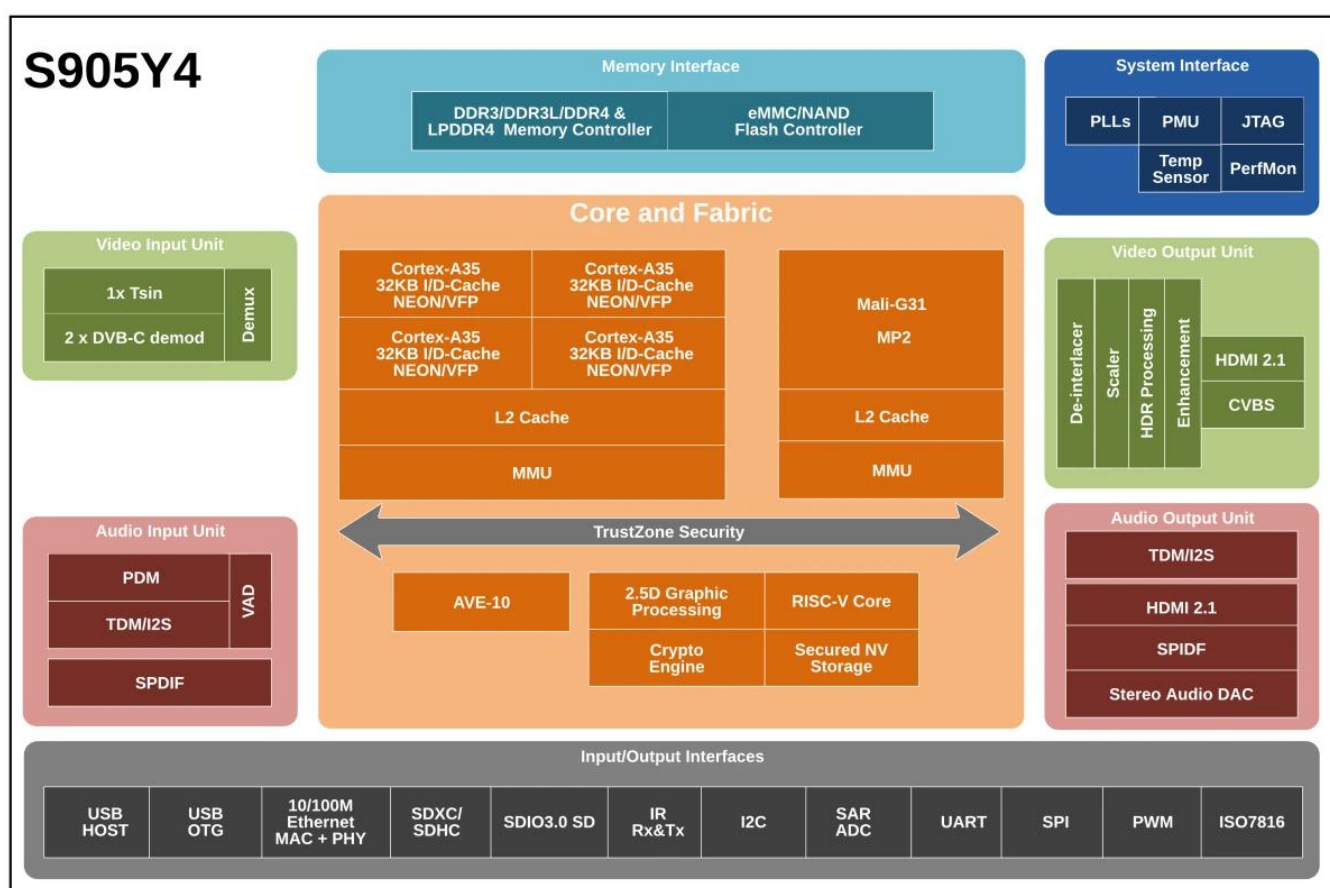 S905Y4
Memory Interface
DDR3/DDR3L/DDR4 &
LPDDR4 Memory Controller
eMMC/NAND
Flash Controller
System Interface
PLLs
PMU
JTAG
Temp
Sensor
PerfMon
Video Input Unit
1x Tsin
2 x DVB-C demod
Demux
Core and Fabric
Cortex-A35
32KB I/D-Cache
NEON/VFP
Cortex-A35
32KB I/D-Cache
NEON/VFP
Cortex-A35
32KB I/D-Cache
NEON/VFP
Cortex-A35
32KB I/D-Cache
NEON/VFP
L2 Cache
MMU
Mali-G31
MP2
L2 Cache
MMU
TrustZone Security
AVE-10
2.5D Graphic
Processing
RISC-V Core
Crypto
Engine
Secured NV
Storage
Video Output Unit
De-interlacer
Scaler
HDR Processing
Enhancement
HDMI 2.1
CVBS
Audio Input Unit
PDM
TDM/I2S
VAD
SPDIF
Audio Output Unit
TDM/I2S
HDMI 2.1
SPIDF
Stereo Audio DAC
Input/Output Interfaces
USB
HOST
USB
OTG
10/100M
Ethernet
MAC + PHY
SDXC/
SDHC
SDIO3.0 SD
IR
Rx&Tx
I2C
SAR
ADC
UART
SPI
PWM
ISO7816